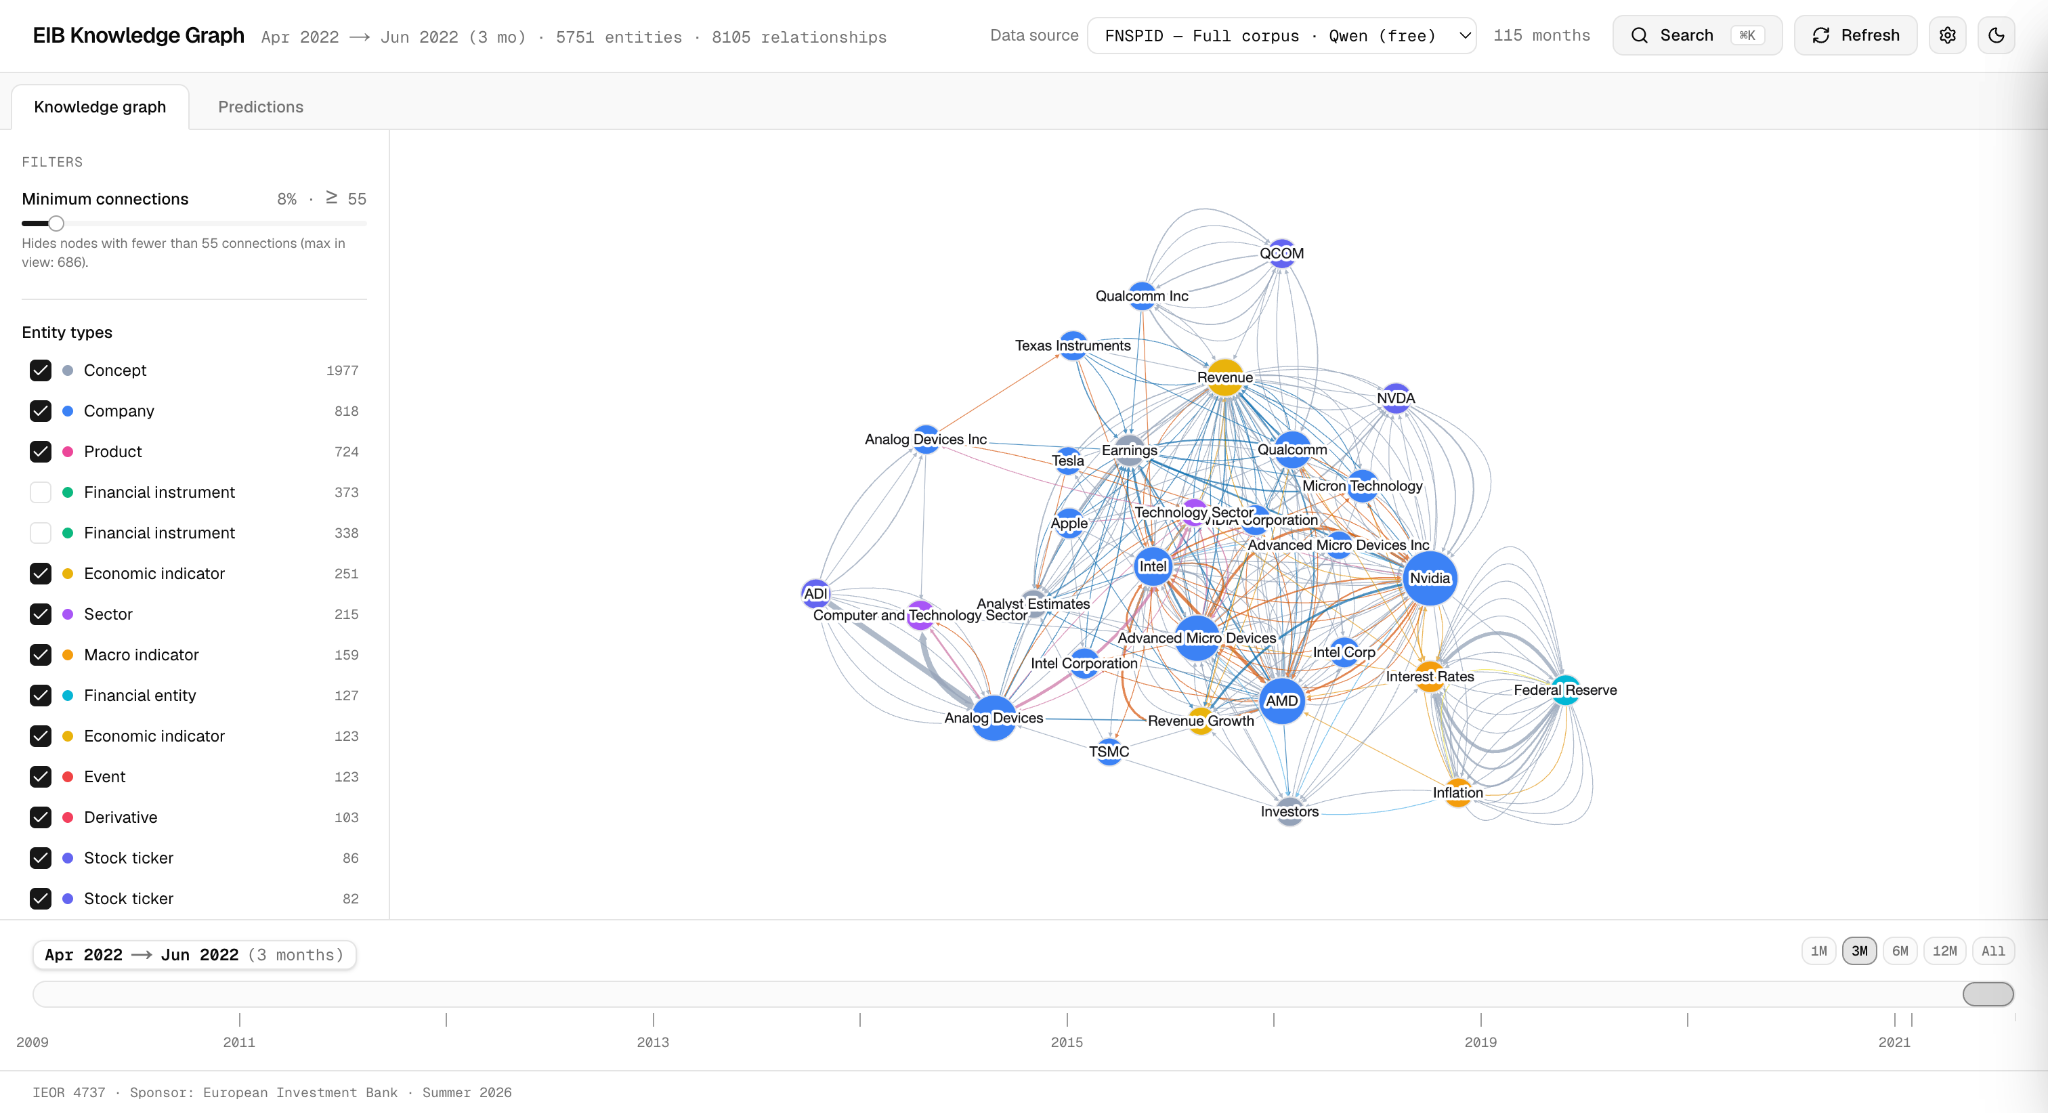 EIB Knowledge Graph Apr 2022 → Jun 2022 (3 mo) · 5751 entities · 8105 relationships Data source FNSPID — Full corpus · Qwen (free) 115 months Search ⌘K Refresh
Knowledge graph Predictions
FILTERS
Minimum connections 8% · ≥ 55
Hides nodes with fewer than 55 connections (max in
view: 686).
Entity types
Concept 1977
Company 818
Product 724
Financial instrument 373
Financial instrument 338
Economic indicator 251
Sector 215
Macro indicator 159
Financial entity 127
Economic indicator 123
Event 123
Derivative 103
Stock ticker 86
Stock ticker 82
QCOM
Qualcomm Inc
Texas Instruments
Revenue
NVDA
Analog Devices Inc
Earnings
Qualcomm
Tesla
Micron Technology
Technology Sector
VIDIA Corporation
Apple
Advanced Micro Devices Inc
Intel
Nvidia
ADI
Analyst Estimates
Computer and Technology Sector
Advanced Micro Devices
Intel Corp
Intel Corporation
Interest Rates
Federal Reserve
AMD
Analog Devices
Revenue Growth
TSMC
Inflation
Investors
Apr 2022 → Jun 2022 (3 months) 1M 3M 6M 12M All
2009 2011 2013 2015 2019 2021
IEOR 4737 · Sponsor: European Investment Bank · Summer 2026